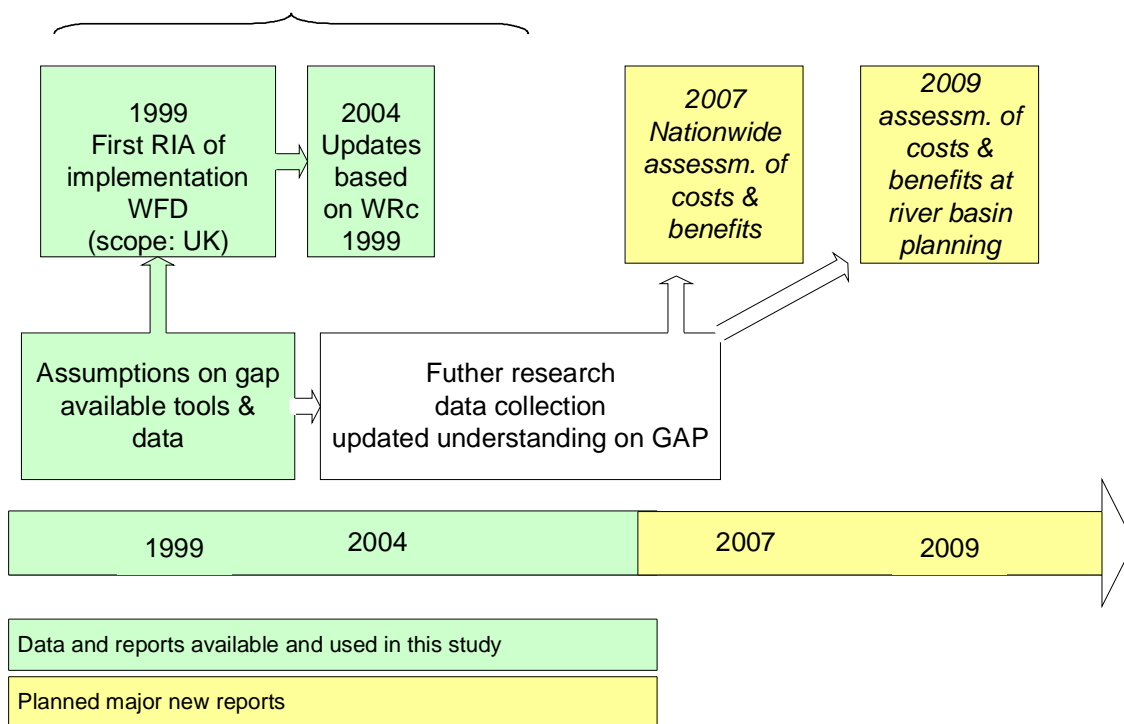 1999
First RIA of
implementation
WFD
(scope: UK)
2004
Updates
based
on WRc
1999
2007
Nationwide
assessm. of
costs &
benefits
2009
assessm. of
costs &
benefits at
river basin
planning
Assumptions on gap
available tools &
data
Futher research
data collection
updated understanding on GAP
1999
2004
2007
2009
Data and reports available and used in this study
Planned major new reports